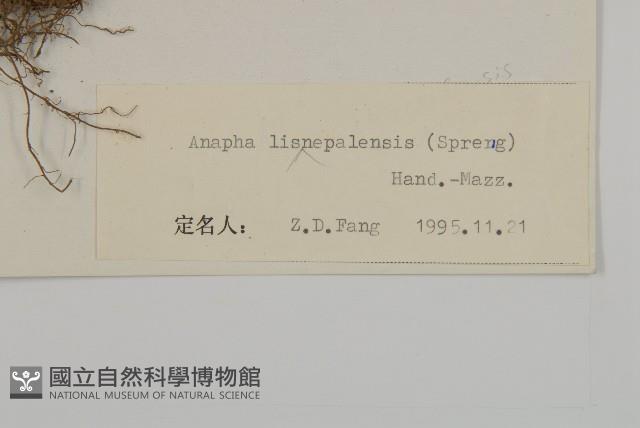 sis
Anapha lisnepalensis (Spreng)
Hand.-Mazz.
定名人: Z.D.Fang 1995.11.21
國立自然科學博物館
NATIONAL MUSEUM OF NATURAL SCIENCE